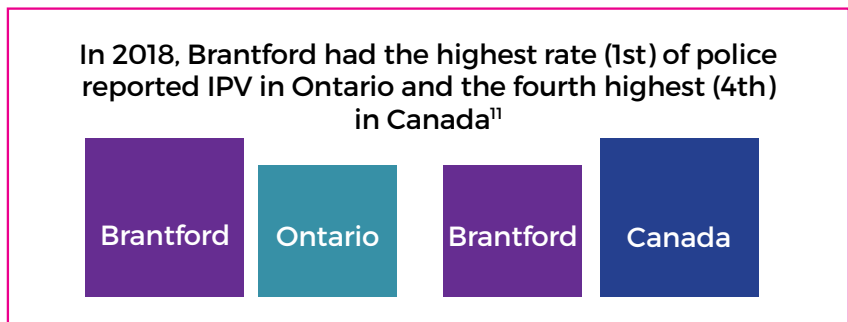 In 2018, Brantford had the highest rate (1st) of police
reported IPV in Ontario and the fourth highest (4th)
in Canada¹¹
Brantford Ontario Brantford Canada